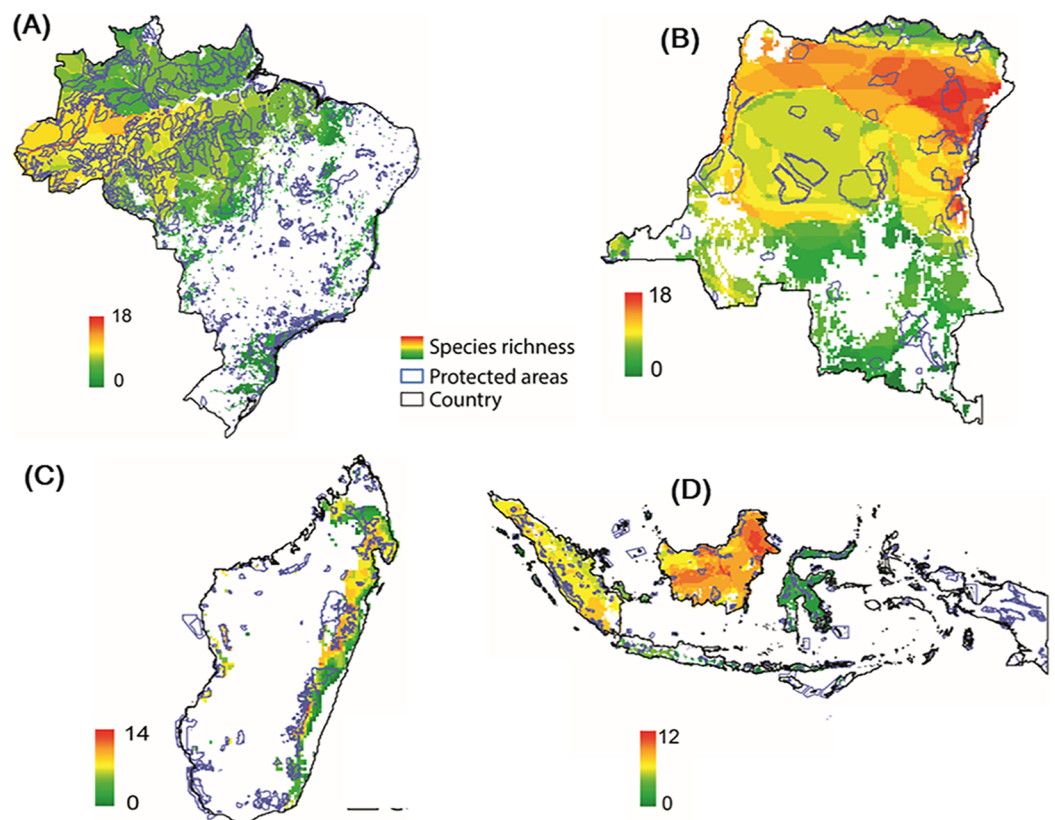 (A)
(B)
18
0
Species richness
Protected areas
Country
18
0
(C)
(D)
14
0
12
0